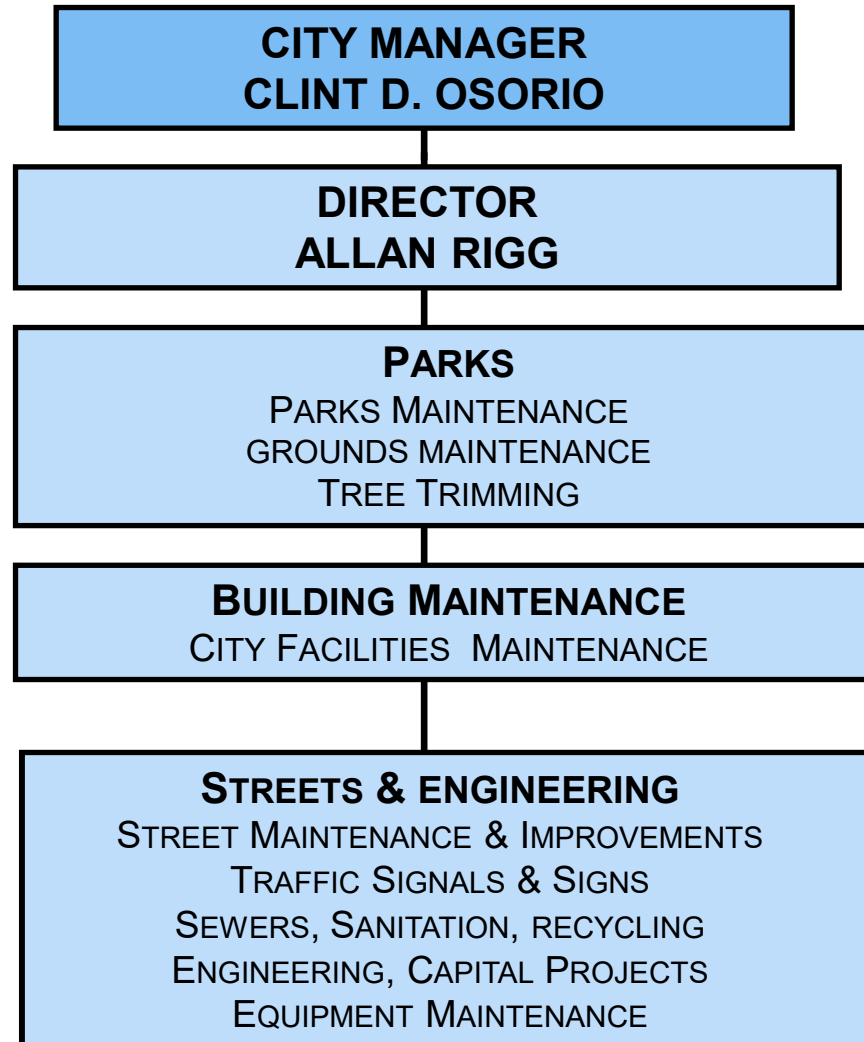 CITY MANAGER
CLINT D. OSORIO
DIRECTOR
ALLAN RIGG
PARKS
PARKS MAINTENANCE
GROUNDS MAINTENANCE
TREE TRIMMING
BUILDING MAINTENANCE
CITY FACILITIES MAINTENANCE
STREETS & ENGINEERING
STREET MAINTENANCE & IMPROVEMENTS
TRAFFIC SIGNALS & SIGNS
SEWERS, SANITATION, RECYCLING
ENGINEERING, CAPITAL PROJECTS
EQUIPMENT MAINTENANCE